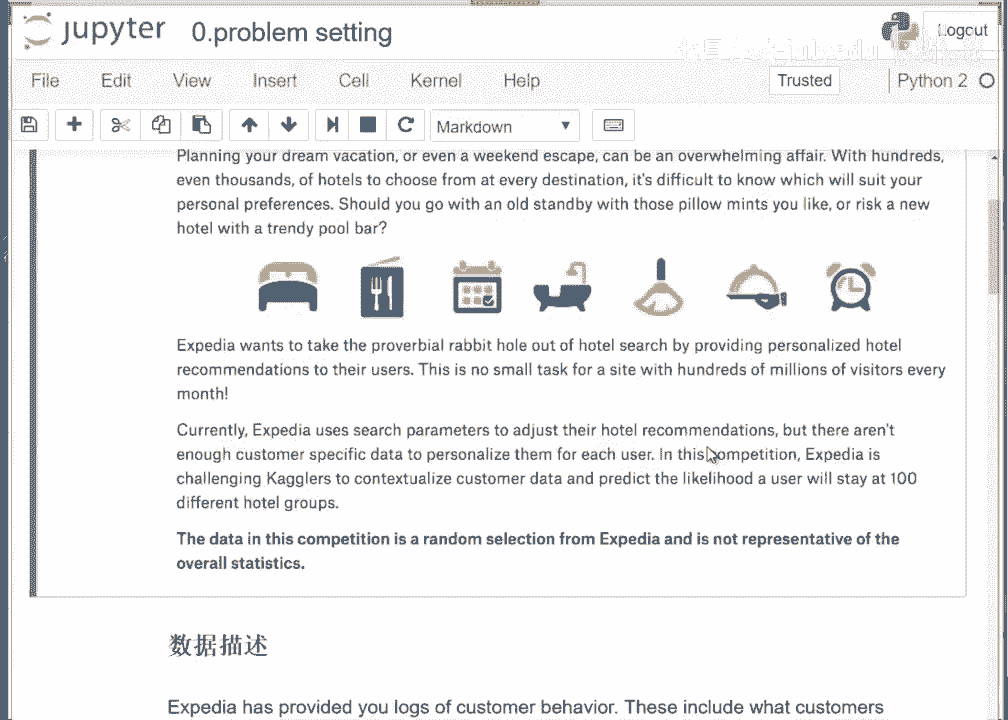 jupyter 0.problem setting
Logout
File Edit View Insert Cell Kernel Help
Trusted Python 2
Markdown
Planning your dream vacation, or even a weekend escape, can be an overwhelming affair. With hundreds,
even thousands, of hotels to choose from at every destination, it's difficult to know which will suit your
personal preferences. Should you go with an old standby with those pillow mints you like, or risk a new
hotel with a trendy pool bar?
Expedia wants to take the proverbial rabbit hole out of hotel search by providing personalized hotel
recommendations to their users. This is no small task for a site with hundreds of millions of visitors every
month!
Currently, Expedia uses search parameters to adjust their hotel recommendations, but there aren't
enough customer specific data to personalize them for each user. In this competition, Expedia is
challenging Kagglers to contextualize customer data and predict the likelihood a user will stay at 100
different hotel groups.
The data in this competition is a random selection from Expedia and is not representative of the
overall statistics.
数据描述
Expedia has provided you logs of customer behavior. These include what customers